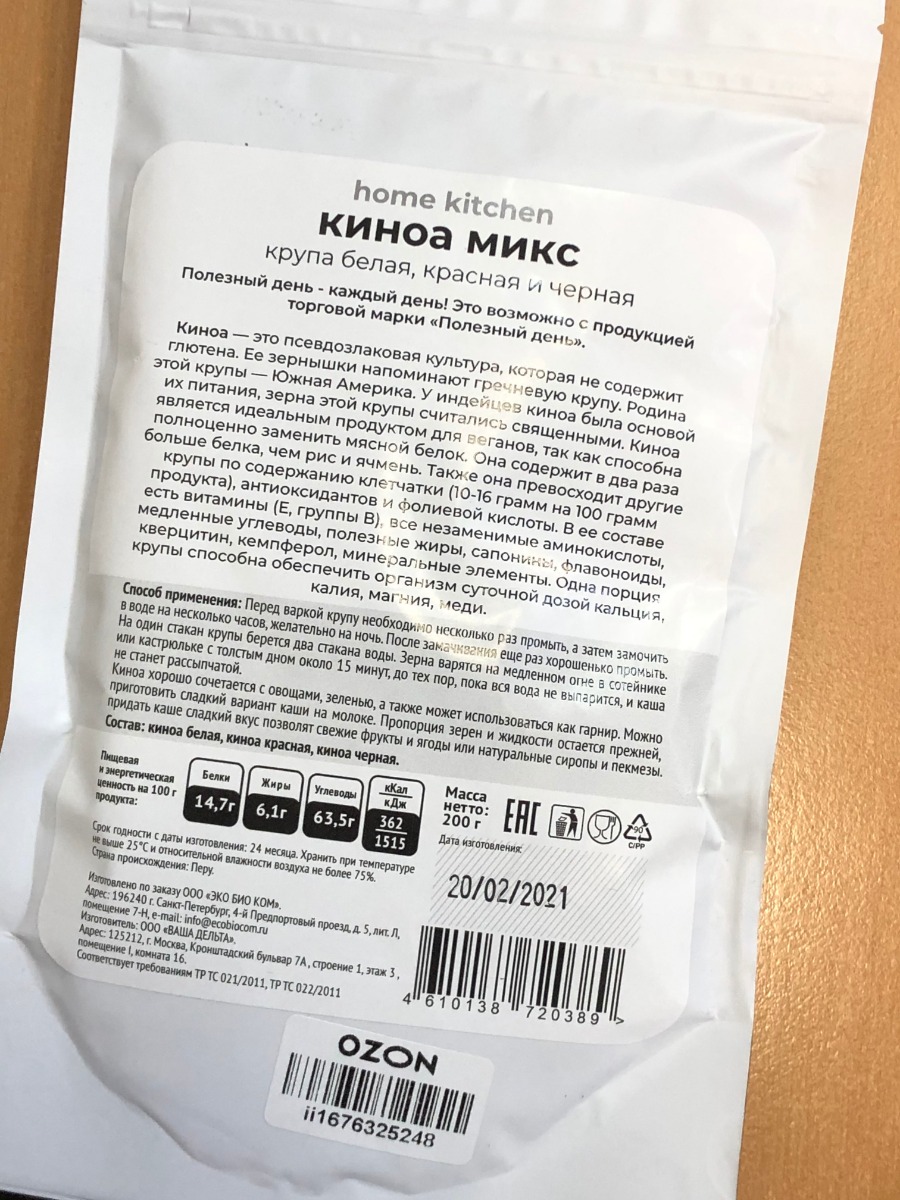 home kitchen
киноа микс
крупа белая, красная и черная
Полезный день - каждый день! Это возможно с продукцией
торговой марки «Полезный день».
Киноа — это псевдозлаковая культура, которая не содержит
глютена. Ее зернышки напоминают гречневую крупу. Родина
этой крупы — Южная Америка. У индейцев киноа была основой
их питания, зерна этой крупы считались священными. Киноа
является идеальным продуктом для веганов, так как способна
полноценно заменить мясной белок. Она содержит в два раза
больше белка, чем рис и ячмень. Также она превосходит другие
крупы по содержанию клетчатки (10-16 грамм на 100 грамм
продукта), антиоксидантов и фолиевой кислоты. В ее составе
есть витамины (Е, группы В), все незаменимые аминокислоты,
медленные углеводы, полезные жиры, сапонины, флавоноиды,
кверцитин, кемпферол, минеральные элементы. Одна порция
крупы способна обеспечить организм суточной дозой кальция,
калия, магния, меди.
Способ применения: Перед варкой крупу необходимо несколько раз промыть, а затем замочить
в воде на несколько часов, желательно на ночь. После замачивания еще раз хорошенько промыть.
На один стакан крупы берется два стакана воды. Зерна варятся на медленном огне в сотейнике
или кастрюльке с толстым дном около 15 минут, до тех пор, пока вся вода не выпарится, и каша
не станет рассыпчатой.
Киноа хорошо сочетается с овощами, зеленью, а также может использоваться как гарнир. Можно
приготовить сладкий вариант каши на молоке. Пропорция зерен и жидкости остается прежней,
придать каше сладкий вкус позволят свежие фрукты и ягоды или натуральные сиропы и пекмезы.
Состав: киноа белая, киноа красная, киноа черная.
Пищевая
и энергетическая
ценность на 100 г
продукта:
Белки
14,7г
Жиры
6,1г
Углеводы
63,5г
кКал
кДж
362
1515
Масса
нетто:
200 г
EAC
90
C/PP
Дата изготовления:
20/02/2021
Срок годности с даты изготовления: 24 месяца. Хранить при температуре
не выше 25°С и относительной влажности воздуха не более 75%.
Страна происхождения: Перу.
Изготовлено по заказу ООО «ЭКО БИО КОМ».
Адрес: 196240 г. Санкт-Петербург, 4-й Предпортовый проезд, д. 5, лит. Л,
помещение 7-Н, e-mail: info@ecobiocom.ru
Изготовитель: ООО «ВАША ДЕЛЬТА».
Адрес: 125212, г. Москва, Кронштадский бульвар 7А, строение 1, этаж 3 ,
помещение I, комната 16.
Соответствует требованиям ТР ТС 021/2011, ТР ТС 022/2011
4 610138 720389 >
OZON
ii1676325248